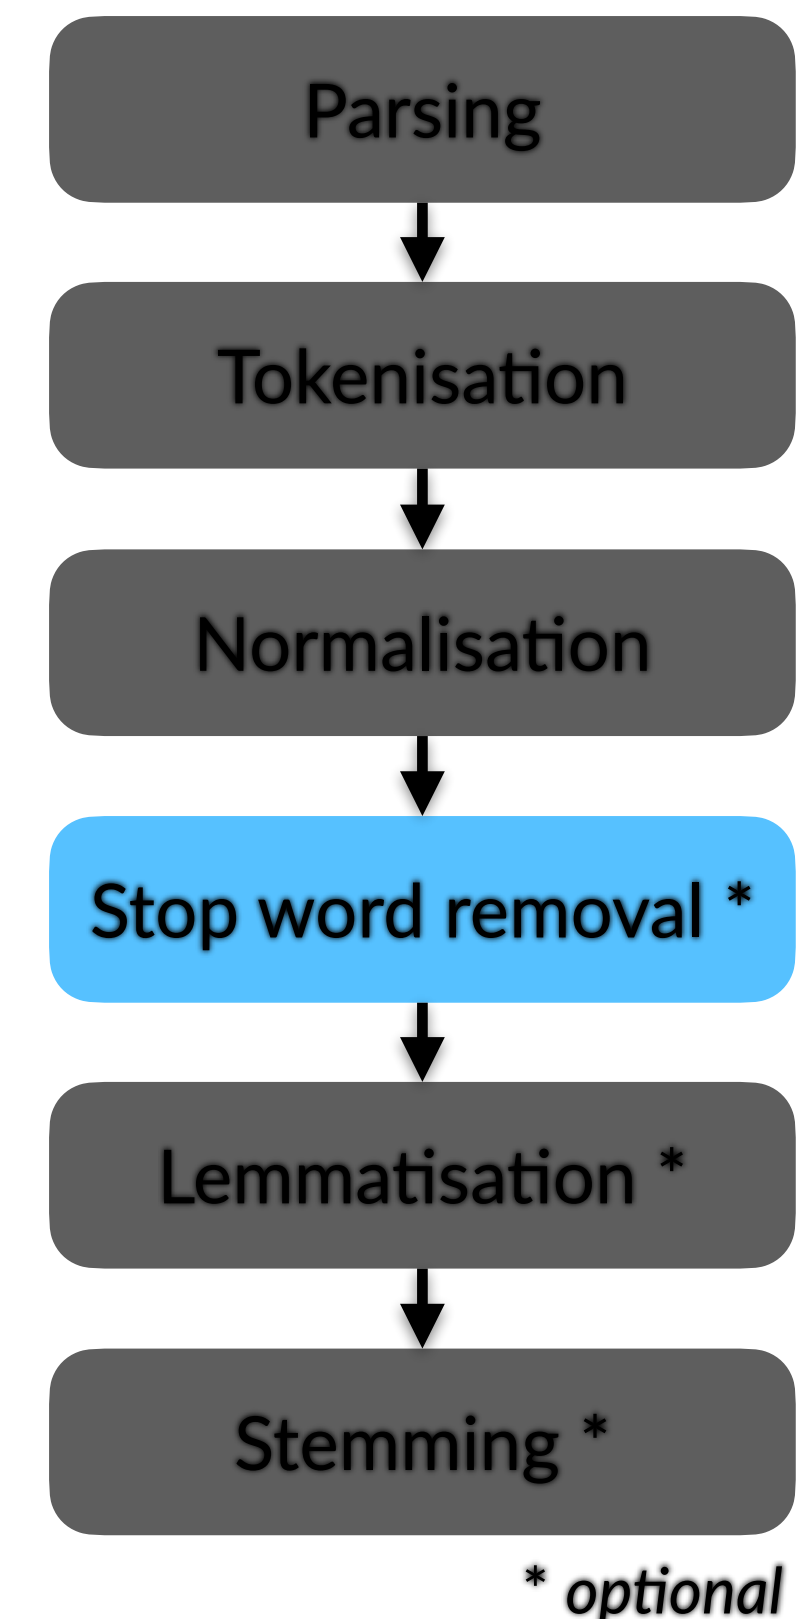 Parsing
Tokenisation
Normalisation
Stop word removal *
Lemmatisation *
Stemming *
* optional